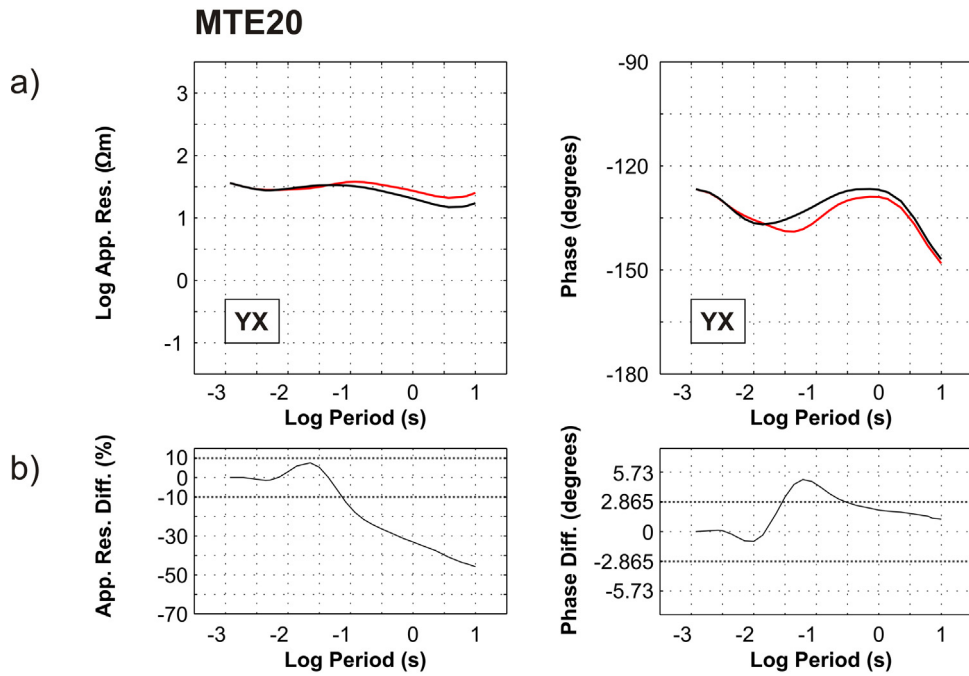 MTE20
a)
Log App. Res. (Ωm)
3
2
1
0
-1
YX
-3 -2 -1 0 1
Log Period (s)
Phase (degrees)
-90
-120
-150
-180
YX
-3 -2 -1 0 1
Log Period (s)
b)
App. Res. Diff. (%)
10
0
-10
-30
-50
-70
-3 -2 -1 0 1
Log Period (s)
Phase Diff. (degrees)
5.73
2.865
0
-2.865
-5.73
-3 -2 -1 0 1
Log Period (s)